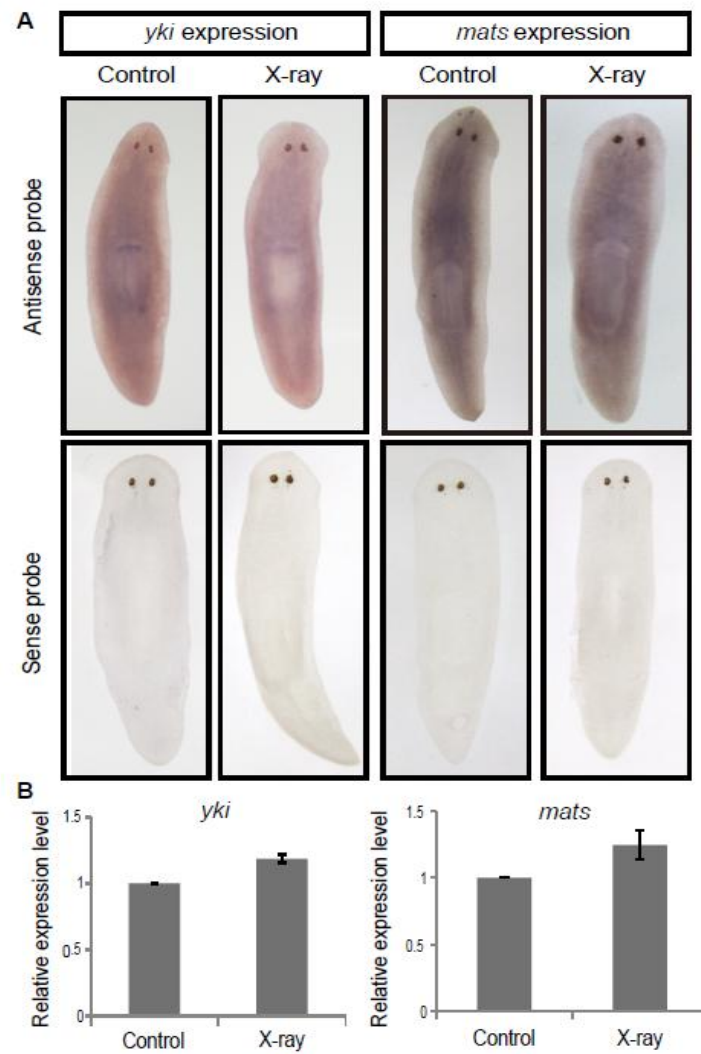 A
yki expression
mats expression
Control X-ray Control X-ray
Antisense probe
Sense probe
B
yki
Relative expression level
1.5
1
0.5
0
Control X-ray
mats
Relative expression level
1.5
1
0.5
0
Control X-ray